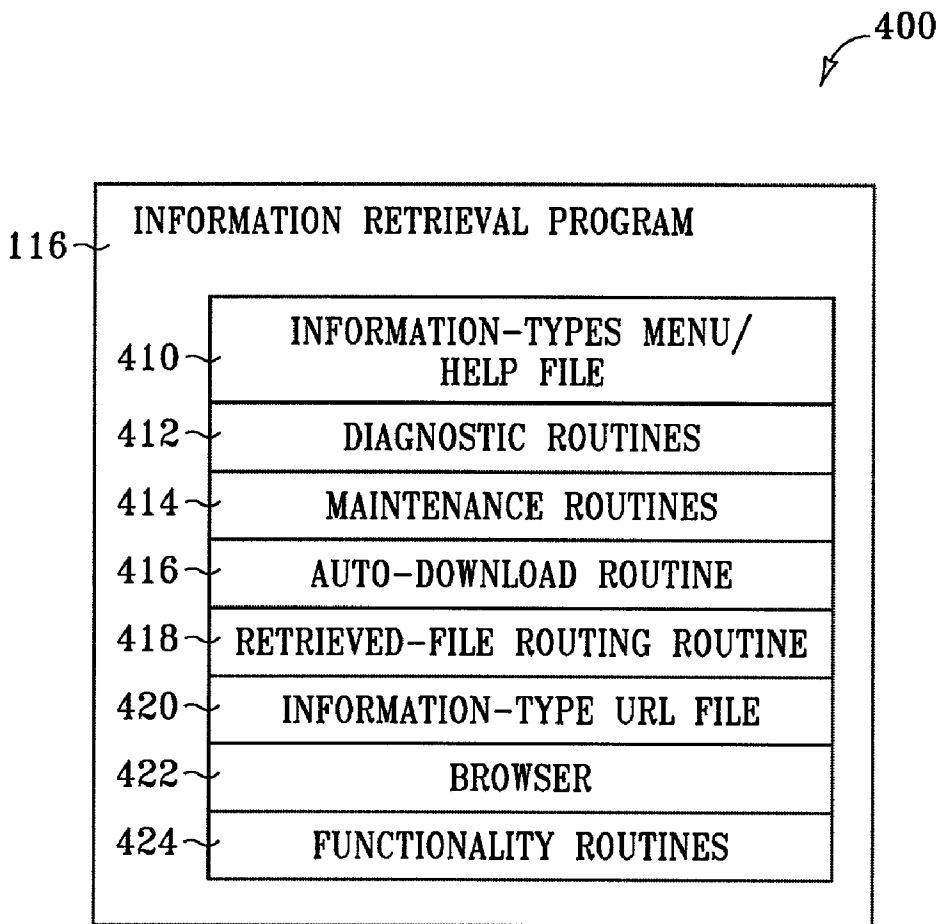 400
INFORMATION RETRIEVAL PROGRAM
116
INFORMATION-TYPES MENU/
HELP FILE
410
DIAGNOSTIC ROUTINES
412
MAINTENANCE ROUTINES
414
AUTO-DOWNLOAD ROUTINE
416
RETRIEVED-FILE ROUTING ROUTINE
418
INFORMATION-TYPE URL FILE
420
BROWSER
422
FUNCTIONALITY ROUTINES
424